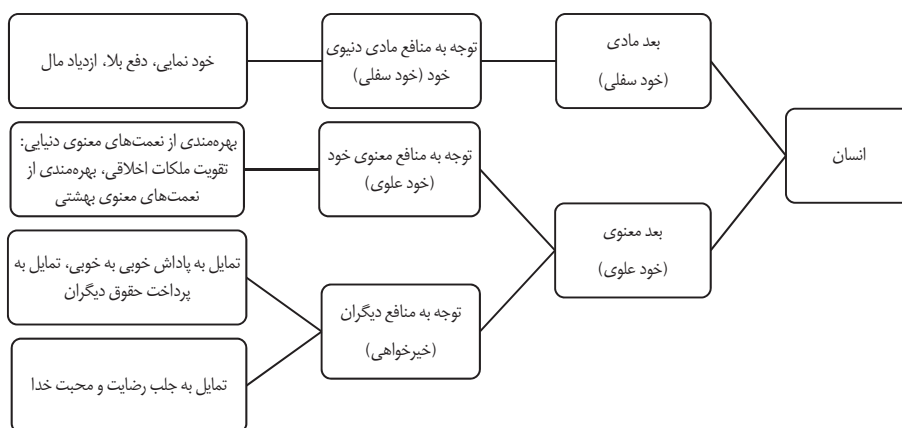 انسان
بعد مادی
(خود سفلی)
توجه به منافع مادی دنیوی
خود (خود سفلی)
خود نمایی، دفع بلا، ازدیاد مال
بعد معنوی
(خود علوی)
توجه به منافع معنوی خود
(خود علوی)
بهره‌مندی از نعمت‌های معنوی دنیایی:
تقویت ملکات اخلاقی، بهره‌مندی از
نعمت‌های معنوی بهشتی
توجه به منافع دیگران
(خیرخواهی)
تمایل به پاداش خوبی به خوبی، تمایل به
پرداخت حقوق دیگران
تمایل به جلب رضایت و محبت خدا